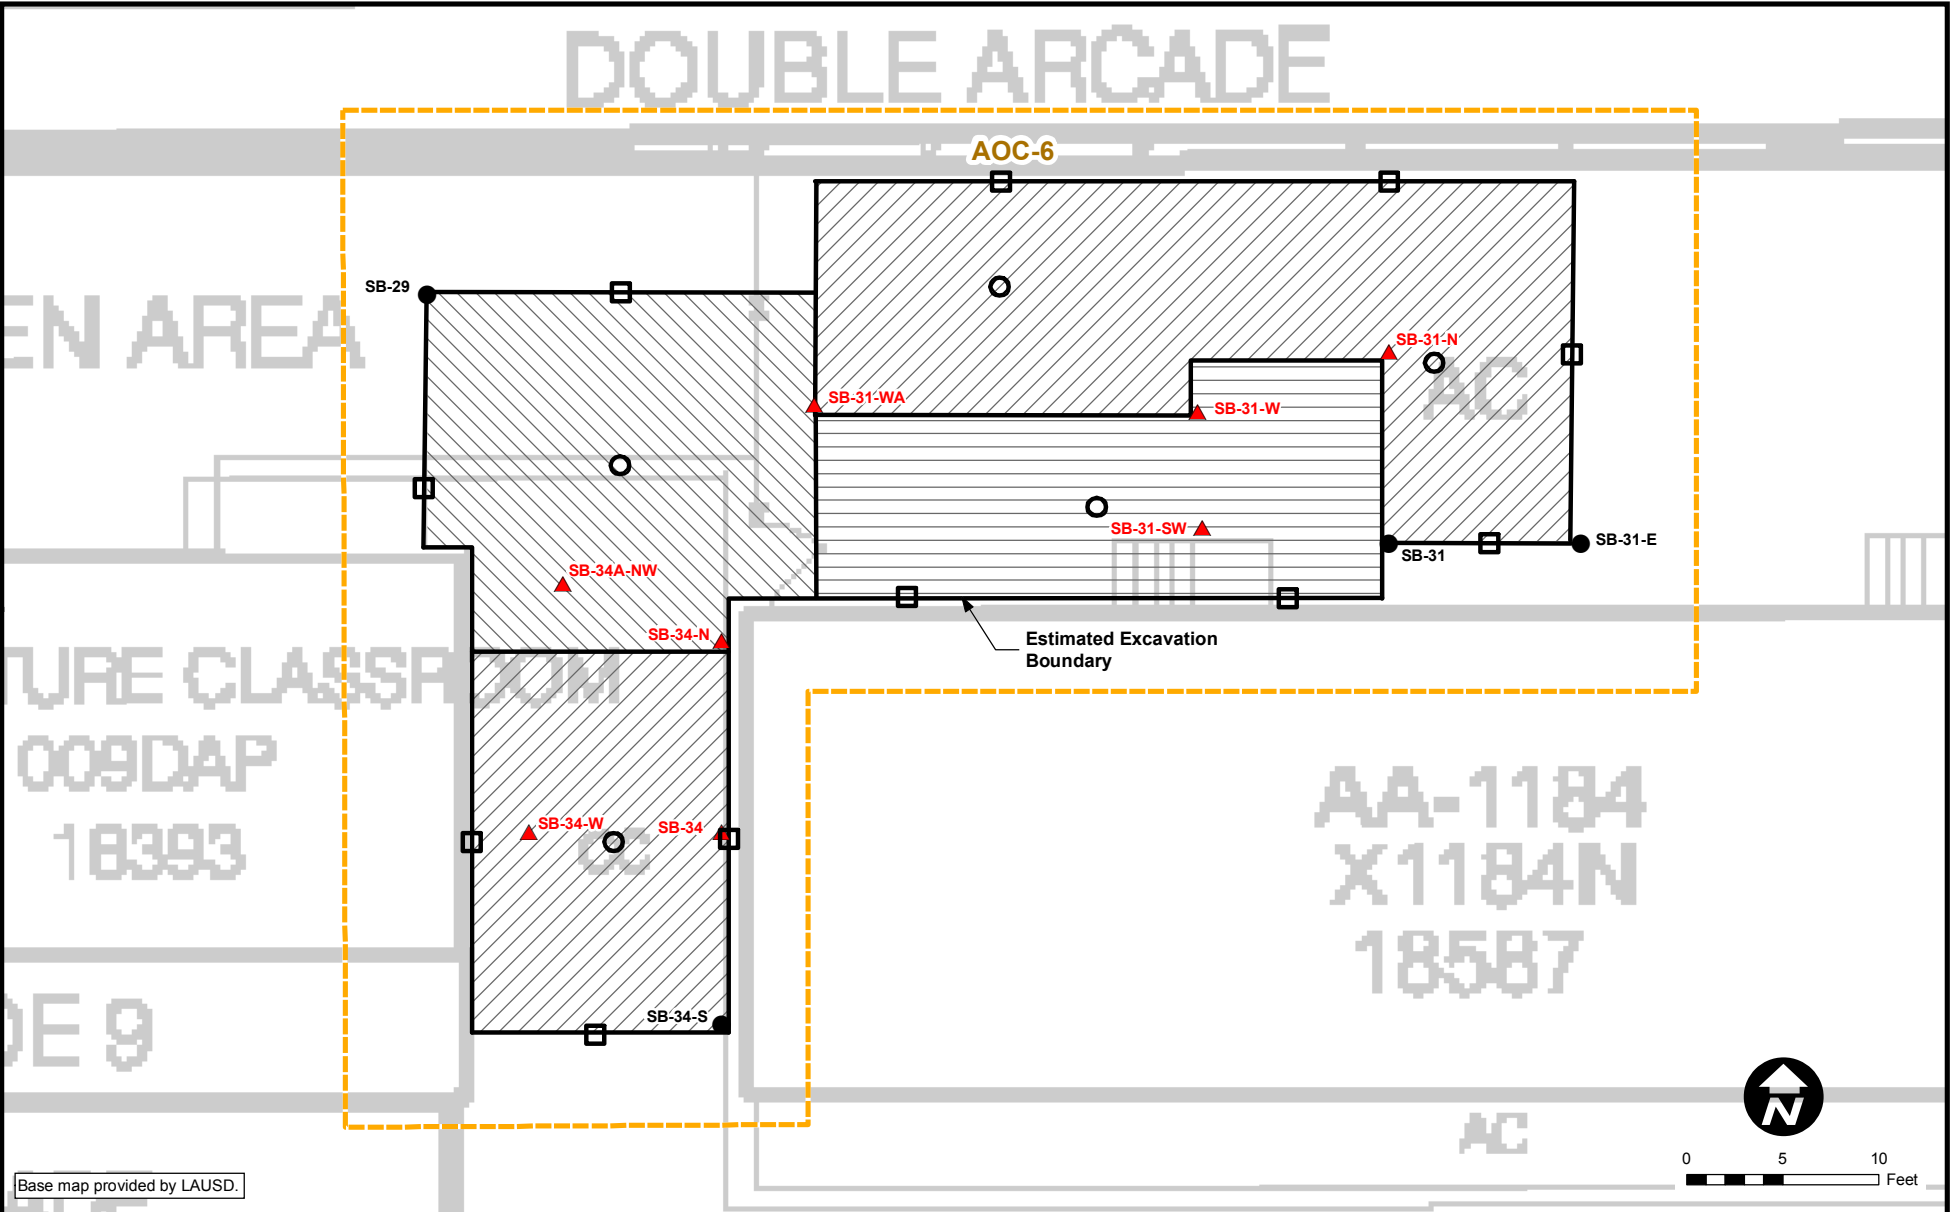 DOUBLE ARCADE
AOC-6
SB-29
EN AREA
SB-31-N
AC
SB-31-WA
SB-31-W
SB-31-SW
SB-31
SB-31-E
SB-34A-NW
SB-34-N
Estimated Excavation
Boundary
TURE CLASSROOM
009DAP
18393
SB-34-W
SB-34
CC
AA-1184
X1184N
18587
SB-34-S
DE 9
N
AC
0 5 10
Feet
Base map provided by LAUSD.